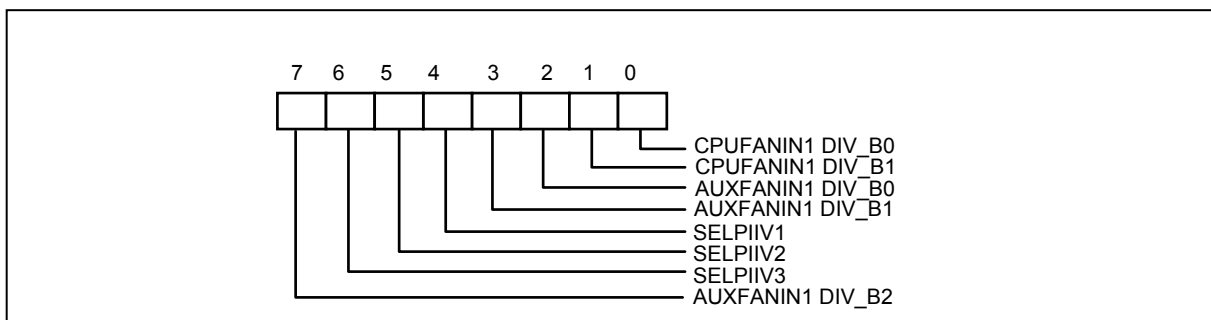 7 6 5 4 3 2 1 0
CPUFANIN1 DIV_B0
CPUFANIN1 DIV_B1
AUXFANIN1 DIV_B0
AUXFANIN1 DIV_B1
SELPIIV1
SELPIIV2
SELPIIV3
AUXFANIN1 DIV_B2